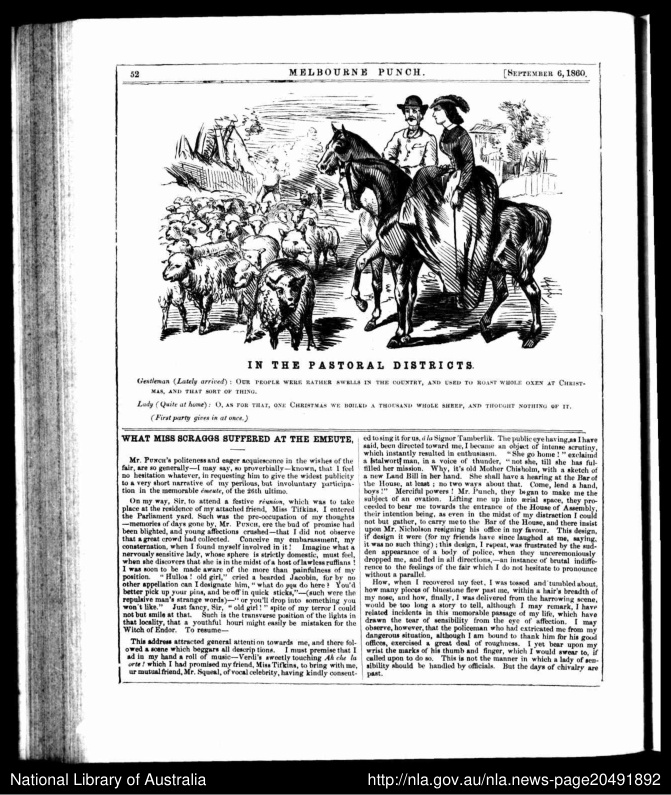 52
MELBOURNE PUNCH.
[SEPTEMBER 6, 1860.
IN THE PASTORAL DISTRICTS.
Gentleman (Lately arrived): OUR PEOPLE WERE RATHER SWELLS IN THE COUNTRY, AND USED TO ROAST WHOLE OXEN AT CHRIST-
MAS, AND THAT SORT OF THING.
Lady (Quite at home): O, AS FOR THAT, ONE CHRISTMAS WE BOILED A THOUSAND WHOLE SHEEP, AND THOUGHT NOTHING OF IT.
(First party gives in at once.)
WHAT MISS SCRAGGS SUFFERED AT THE EMEUTE,
Mr. PUNCH's politeness and eager acquiescence in the wishes of the
fair, are so generally—I may say, so proverbially—known, that I feel
no hesitation whatever, in requesting him to give the widest publicity
to a very short narrative of my perilous, but involuntary participa-
tion in the memorable émeute, of the 26th ultimo.
On my way, Sir, to attend a festive réunion, which was to take
place at the residence of my attached friend, Miss Tifkins, I entered
the Parliament yard. Such was the pre-occupation of my thoughts
—memories of days gone by, Mr. PUNCH, ere the bud of promise had
been blighted, and young affections crushed—that I did not observe
that a great crowd had collected. Conceive my embarrassment, my
consternation, when I found myself involved in it! Imagine what a
nervously sensitive lady, whose sphere is strictly domestic, must feel,
when she discovers that she is in the midst of a host of lawless ruffians!
I was soon to be made aware of the more than painfulness of my
position. "Hulloa! old girl," cried a bearded Jacobin, for by no
other appellation can I designate him, "what do you do here? You'd
better pick up your pins, and be off in quick sticks,"—(such were the
repulsive man's strange words)—"or you'll drop into something you
won't like." Just fancy, Sir, "old girl!" spite of my terror I could
not but smile at that. Such is the transverse position of the lights in
that locality, that a youthful houri might easily be mistaken for the
Witch of Endor. To resume—
This address attracted general attention towards me, and there fol-
owed a scene which beggars all descriptions. I must premise that I
ad in my hand a roll of music—Verdi's sweetly touching Ah che la
orte! which I had promised my friend, Miss Tifkins, to bring with me,
ur mutual friend, Mr. Squeal, of vocal celebrity, having kindly consent-
ed to sing it for us, à la Signor Tamberlik. The public eye having, as I have
said, been directed toward me, I became an object of intense scrutiny,
which instantly resulted in enthusiasm. "She go home!" exclaimed
a stalwort man, in a voice of thunder, "not she, till she has ful-
filled her mission. Why, it's old Mother Chisholm, with a sketch of
a new Land Bill in her hand. She shall have a hearing at the Bar of
the House, at least; no two ways about that. Come, lend a hand,
boys!" Merciful powers! Mr. Punch, they began to make me the
subject of an ovation. Lifting me up into aerial space, they pro-
ceeded to bear me towards the entrance of the House of Assembly,
their intention being, as even in the midst of my distraction I could
not but gather, to carry me to the Bar of the House, and there insist
upon Mr. Nicholson resigning his office in my favour. This design,
if design it were (for my friends have since laughed at me, saying,
it was no such thing); this design, I repeat, was frustrated by the sud-
den appearance of a body of police, when they unceremoniously
dropped me, and fled in all directions,—an instance of brutal indiffe-
rence to the feelings of the fair which I do not hesitate to pronounce
without a parallel.
How, when I recovered my feet, I was tossed and tumbled about,
how many pieces of bluestone flew past me, within a hair's breadth of
my nose, and how, finally, I was delivered from the harrowing scene,
would be too long a story to tell, although I may remark, I have
related incidents in this memorable passage of my life, which have
drawn the tear of sensibility from the eye of affection. I may
observe, however, that the policeman who had extricated me from my
dangerous situation, although I am bound to thank him for his good
offices, exercised a great deal of roughness. I yet bear upon my
wrist the marks of his thumb and finger, which I would swear to, if
called upon to do so. This is not the manner in which a lady of sen-
sibility should be handled by officials. But the days of chivalry are
past.
National Library of Australia
http://nla.gov.au/nla.news-page20491892